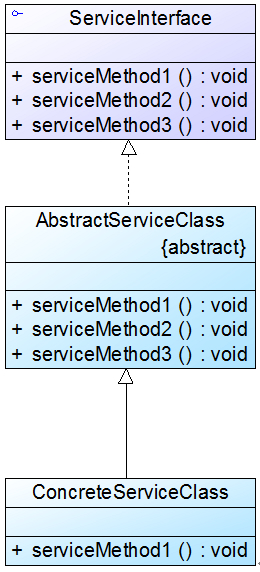 ServiceInterface
+ serviceMethod1 () : void
+ serviceMethod2 () : void
+ serviceMethod3 () : void
AbstractServiceClass
{abstract}
+ serviceMethod1 () : void
+ serviceMethod2 () : void
+ serviceMethod3 () : void
ConcreteServiceClass
+ serviceMethod1 () : void